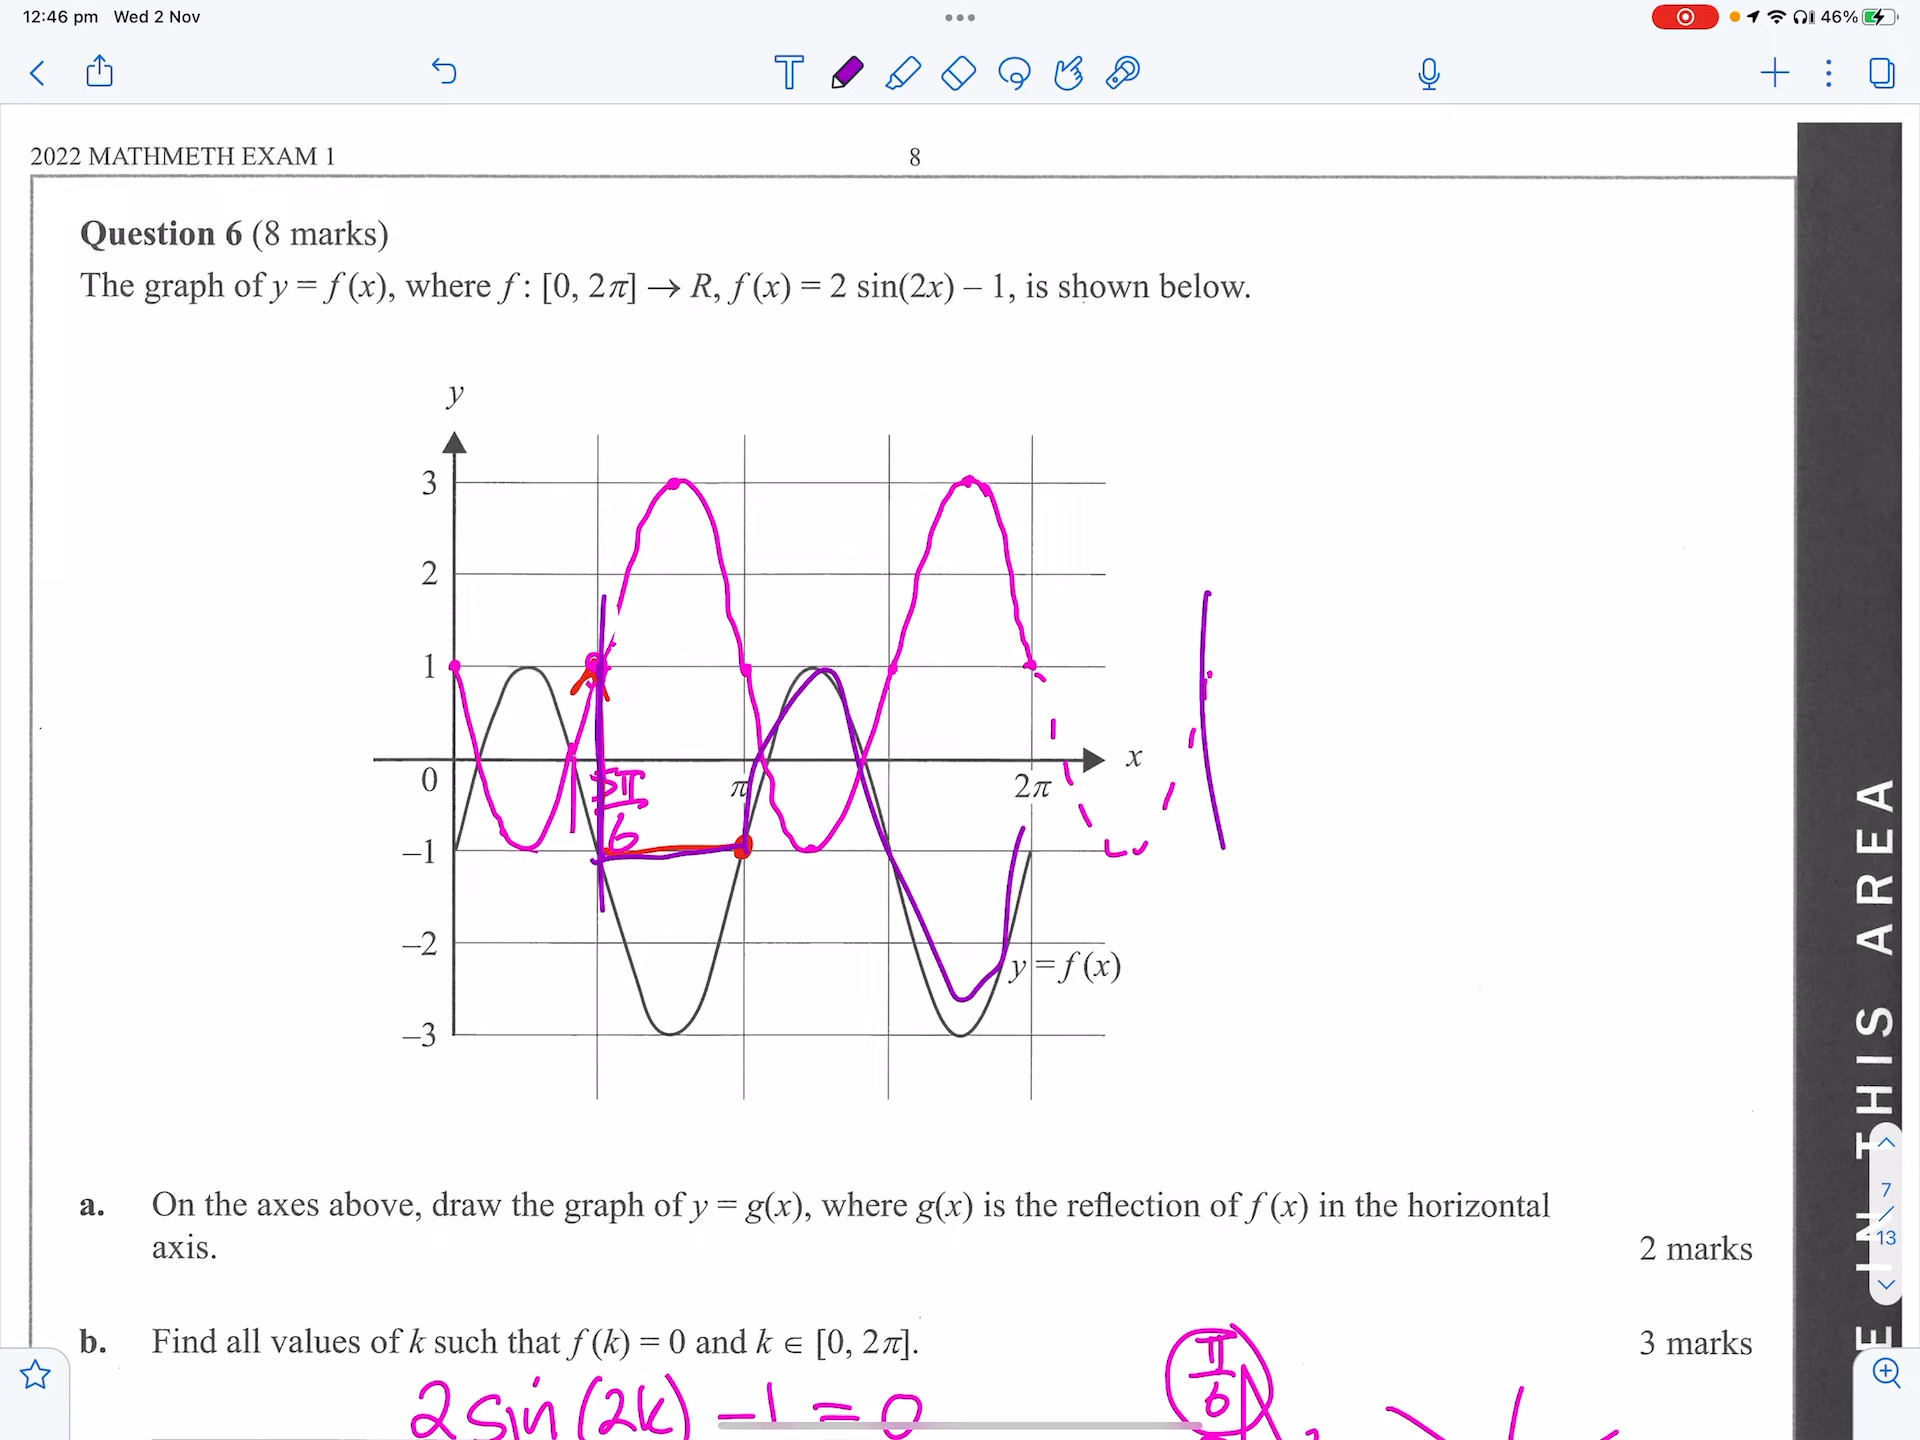 12:46 pm Wed 2 Nov
46%
T
2022 MATHMETH EXAM 1
8
Question 6 (8 marks)
The graph of y = f(x), where f : [0, 2π] → R, f(x) = 2 sin(2x) – 1, is shown below.
y
3
2
1
0
π
2π
x
5π
6
–1
–2
y = f(x)
–3
a. On the axes above, draw the graph of y = g(x), where g(x) is the reflection of f(x) in the horizontal
axis.
2 marks
b. Find all values of k such that f(k) = 0 and k ∈ [0, 2π].
3 marks
π
6
2sin(2k) – 1 = 0
E IN THIS AREA
7
/
13